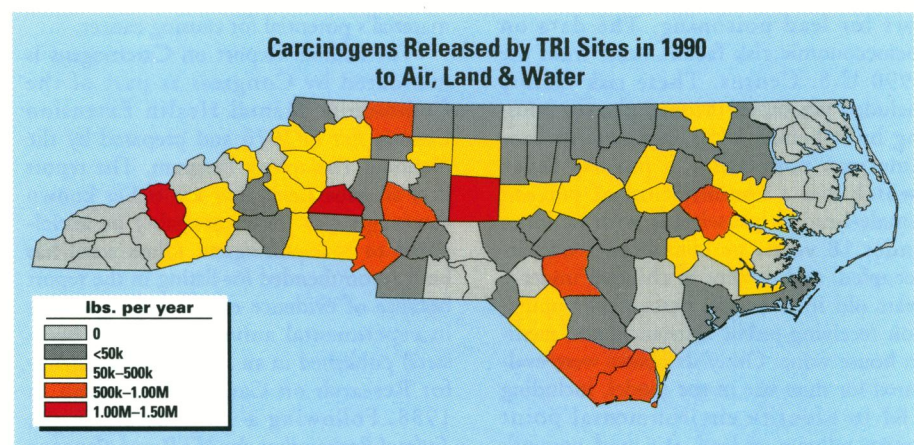 Carcinogens Released by TRI Sites in 1990
to Air, Land & Water
lbs. per year
0
<50k
50k–500k
500k–1.00M
1.00M–1.50M